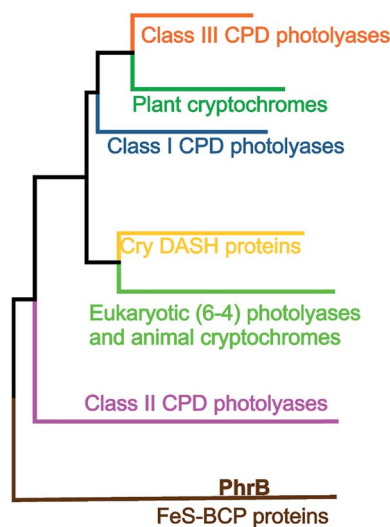 Class III CPD photolyases
Plant cryptochromes
Class I CPD photolyases
Cry DASH proteins
Eukaryotic (6-4) photolyases
and animal cryptochromes
Class II CPD photolyases
PhrB
FeS-BCP proteins